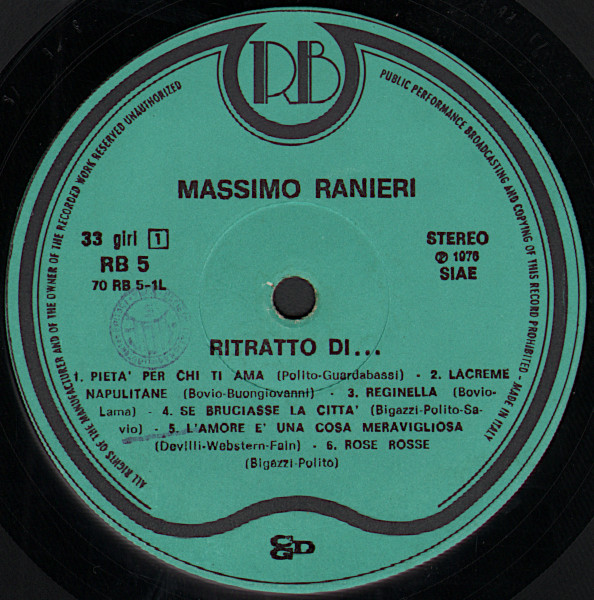 RB
ALL RIGHTS OF THE MANUFACTURER AND OF THE OWNER OF THE RECORDED WORK RESERVED UNAUTHORIZED
PUBLIC PERFORMANCE BROADCASTING AND COPYING OF THIS RECORD PROHIBITED - MADE IN ITALY
MASSIMO RANIERI
33 giri 1
RB 5
70 RB 5-1L
STEREO
℗ 1976
SIAE
RITRATTO DI...
1. PIETA' PER CHI TI AMA (Polito-Guardabassi) - 2. LACREME
NAPULITANE (Bovio-Buongiovanni) - 3. REGINELLA (Bovio-
Lama) - 4. SE BRUCIASSE LA CITTA' (Bigazzi-Polito-Sa-
vio) - 5. L'AMORE E' UNA COSA MERAVIGLIOSA
(Devilli-Webstern-Fain) - 6. ROSE ROSSE
(Bigazzi-Polito)
CGD